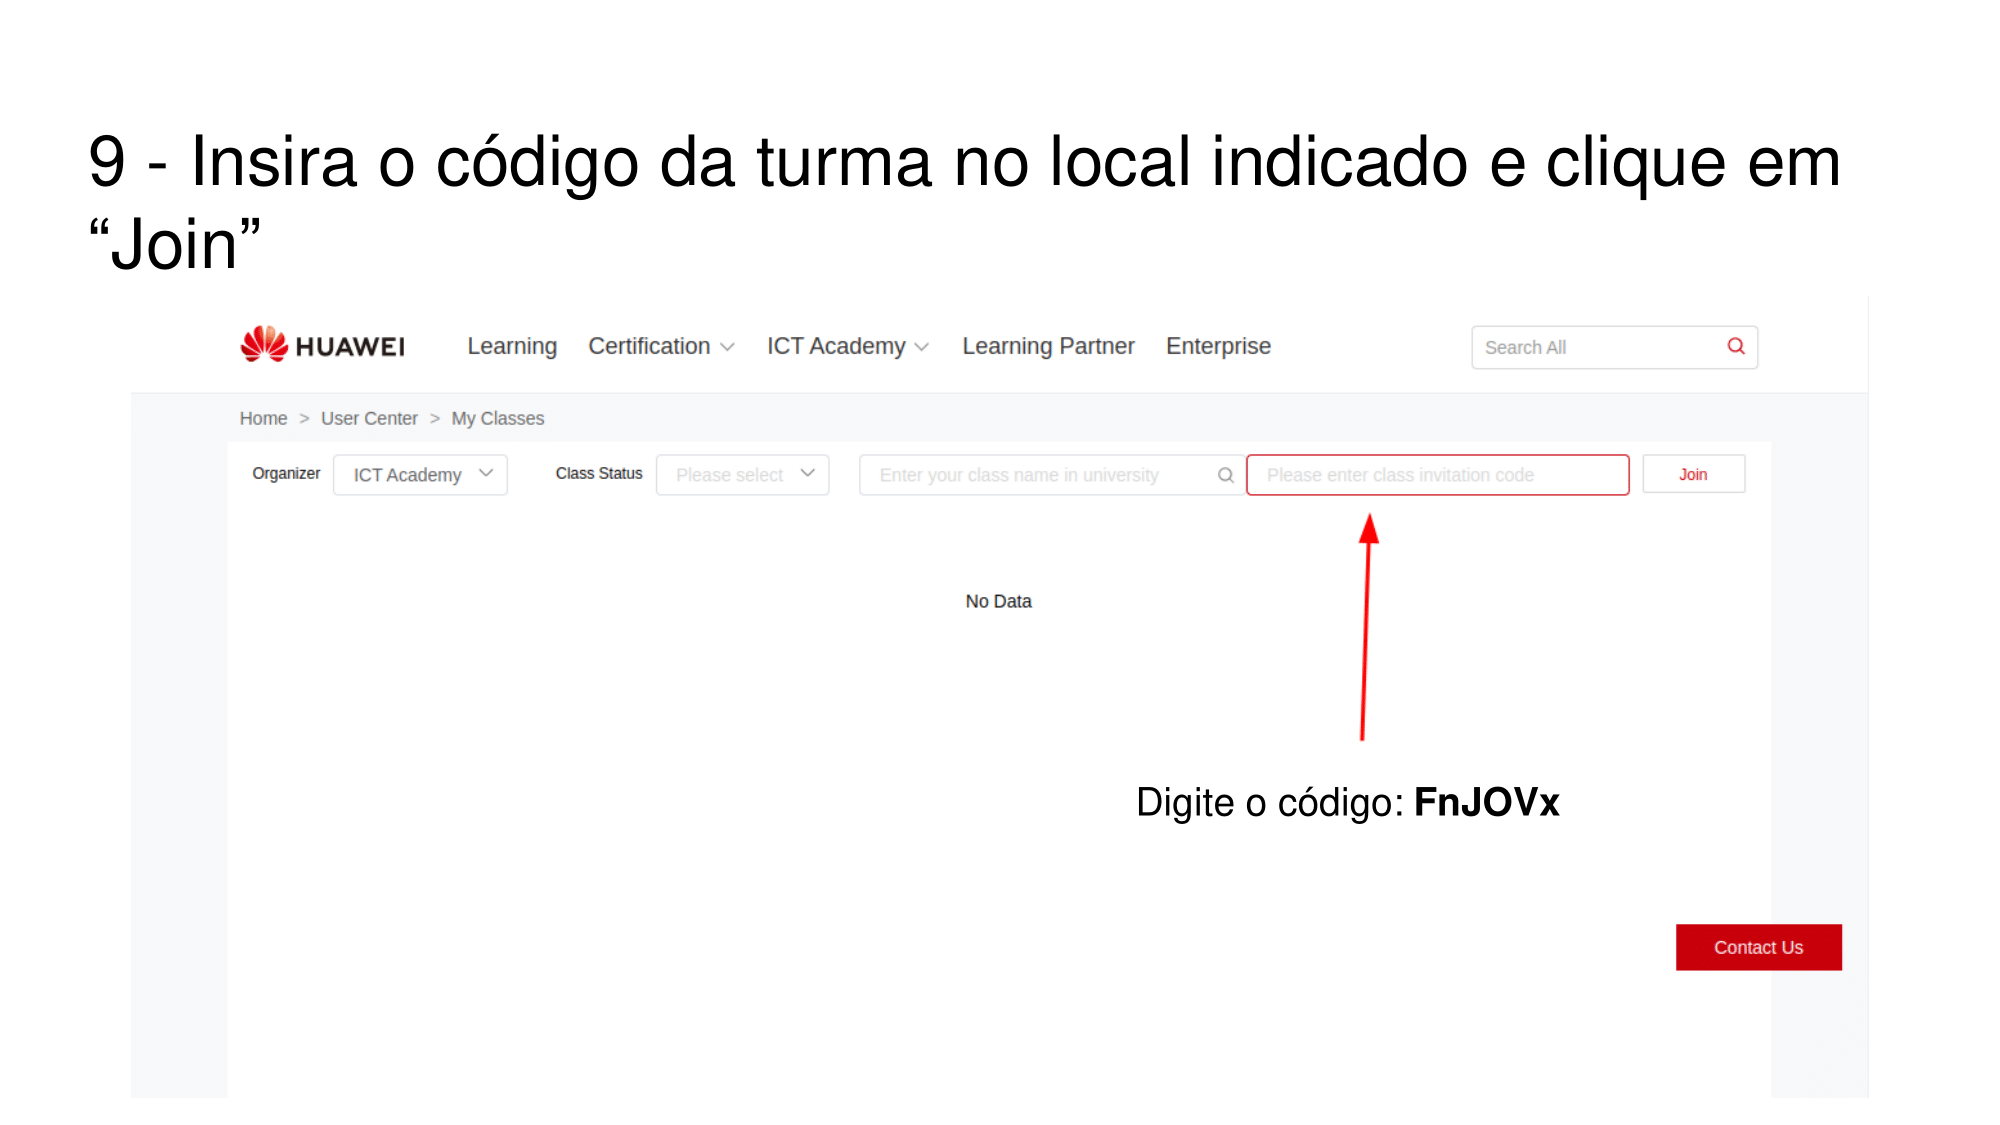 9 - Insira o código da turma no local indicado e clique em
“Join”
HUAWEI Learning Certification ICT Academy Learning Partner Enterprise Search All
Home > User Center > My Classes
Organizer ICT Academy Class Status Please select Enter your class name in university Please enter class invitation code Join
No Data
Digite o código: FnJOVx
Contact Us